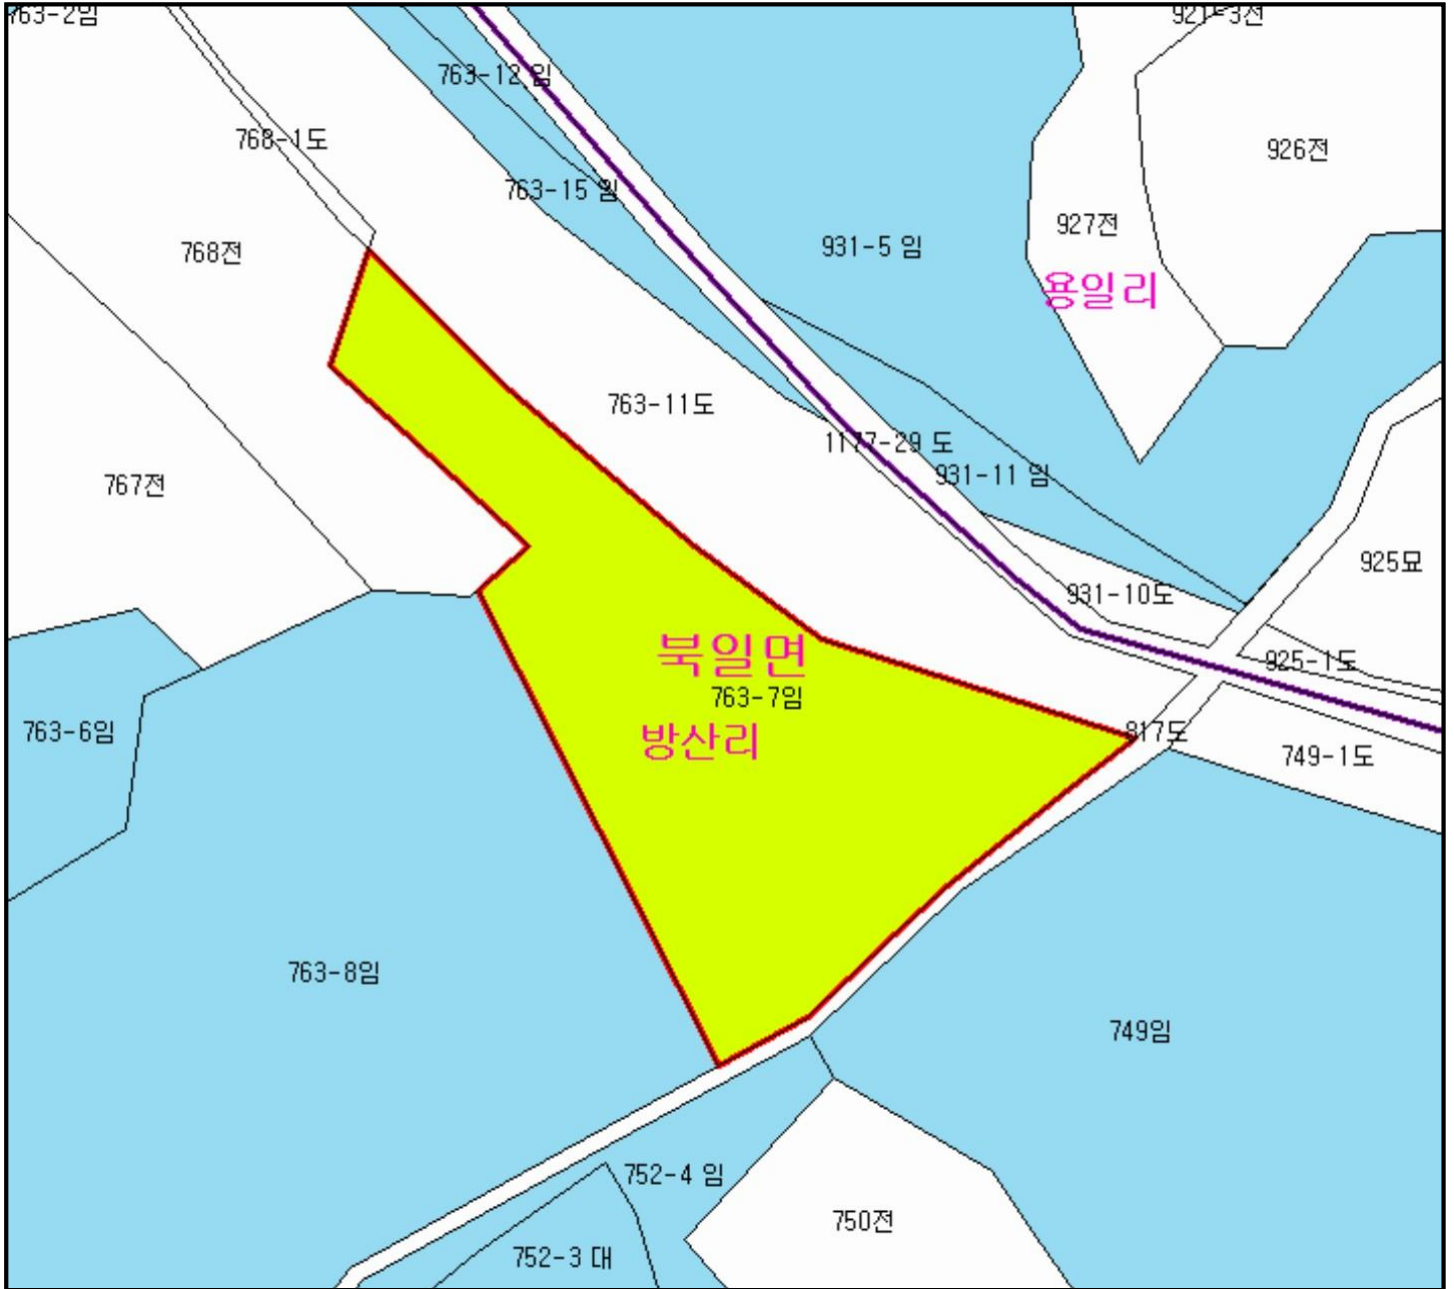 763-2임
921-3전
763-12 임
768-1도
926전
763-15 임
927전
931-5 임
768전
용일리
763-11도
1177-29 도
931-11 임
767전
925묘
931-10도
북일면
925-1도
763-7임
763-6임
817도
방산리
749-1도
763-8임
749임
752-4 임
750전
752-3 대